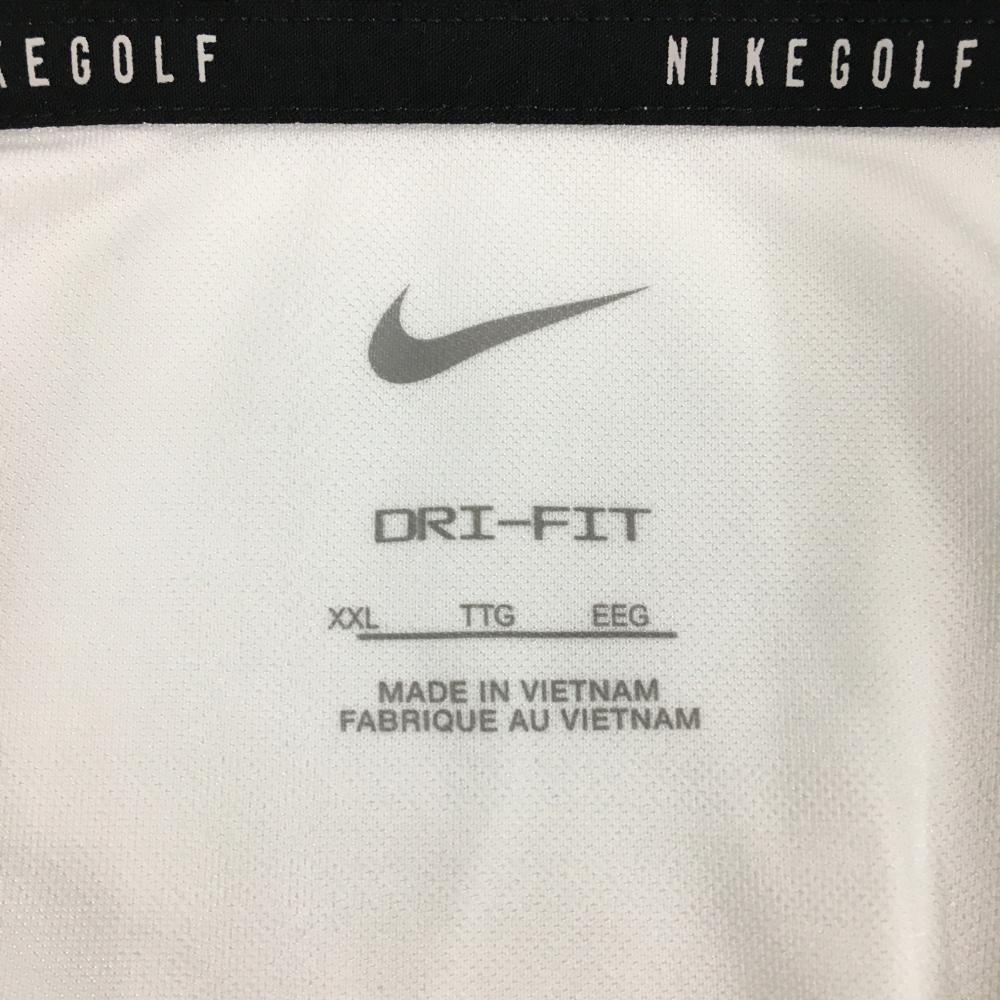 KEGOLF NIKEGOLF
DRI-FIT
XXL TTG EEG
MADE IN VIETNAM
FABRIQUE AU VIETNAM